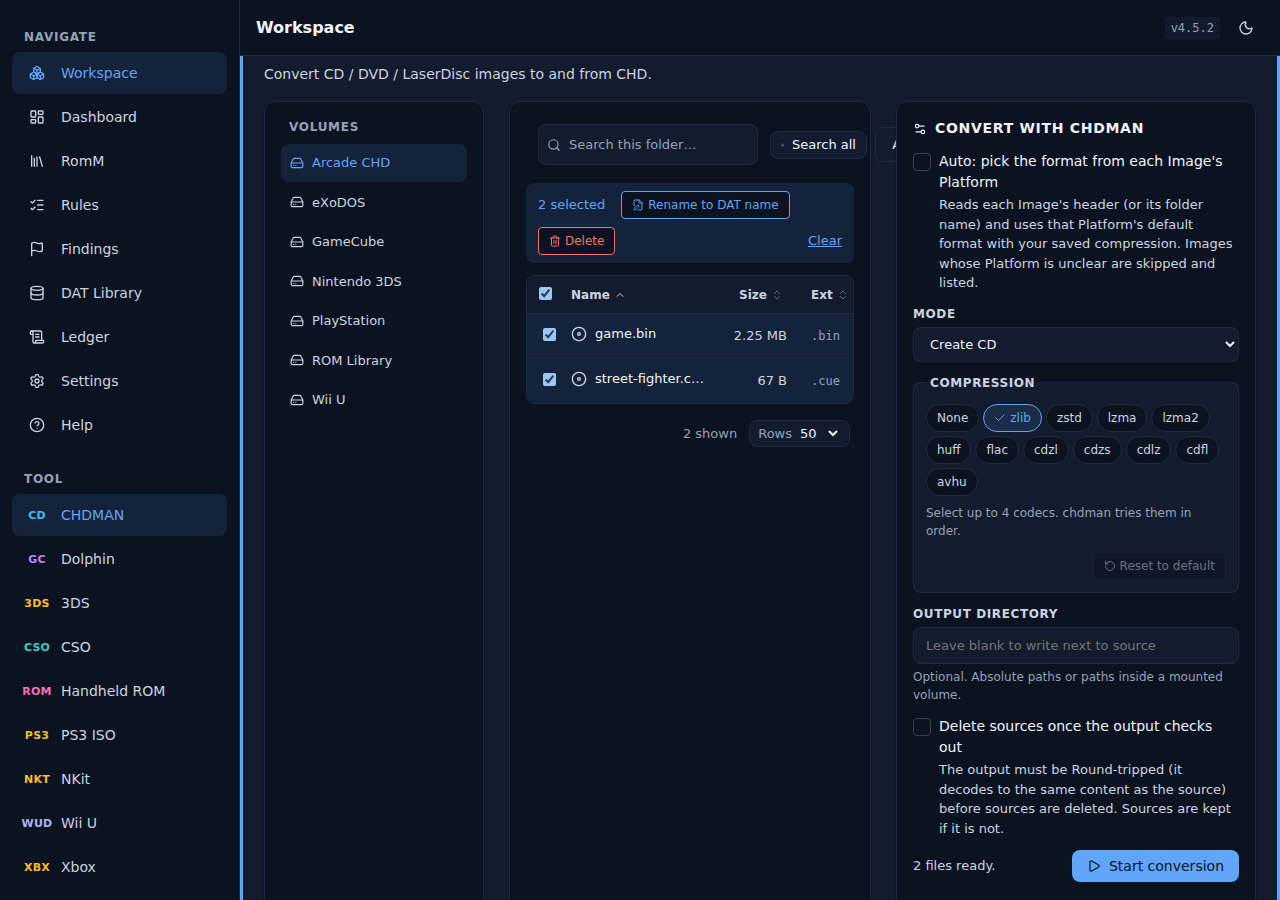 NAVIGATE
Workspace
Dashboard
RomM
Rules
Findings
DAT Library
Ledger
Settings
Help
TOOL
CD CHDMAN
GC Dolphin
3DS 3DS
CSO CSO
ROM Handheld ROM
PS3 PS3 ISO
NKT NKit
WUD Wii U
XBX Xbox
Workspace
v4.5.2
Convert CD / DVD / LaserDisc images to and from CHD.
VOLUMES
Arcade CHD
eXoDOS
GameCube
Nintendo 3DS
PlayStation
ROM Library
Wii U
Search this folder…
Search all
2 selected
Rename to DAT name
Delete
Clear
Name Size Ext
game.bin 2.25 MB .bin
street-fighter.c… 67 B .cue
2 shown
Rows 50
CONVERT WITH CHDMAN
Auto: pick the format from each Image's
Platform
Reads each Image's header (or its folder
name) and uses that Platform's default
format with your saved compression. Images
whose Platform is unclear are skipped and
listed.
MODE
Create CD
COMPRESSION
None zlib zstd lzma lzma2
huff flac cdzl cdzs cdlz cdfl
avhu
Select up to 4 codecs. chdman tries them in
order.
Reset to default
OUTPUT DIRECTORY
Leave blank to write next to source
Optional. Absolute paths or paths inside a mounted
volume.
Delete sources once the output checks
out
The output must be Round-tripped (it
decodes to the same content as the source)
before sources are deleted. Sources are kept
if it is not.
2 files ready.
Start conversion